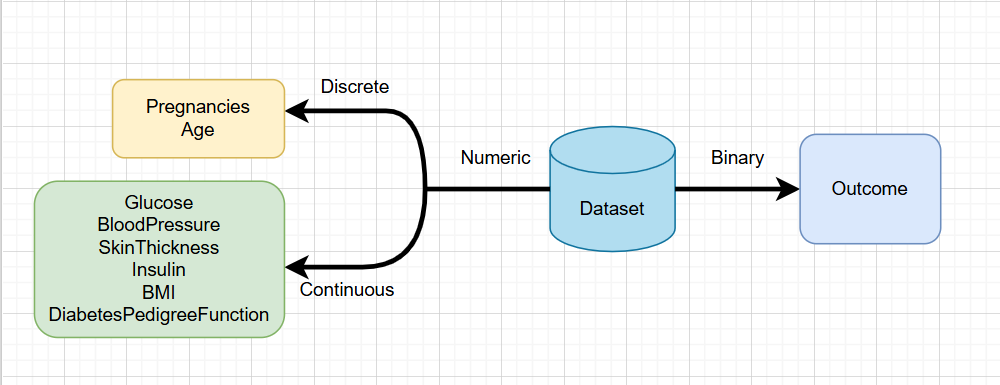 Discrete
Pregnancies
Age
Numeric
Binary
Dataset
Outcome
Glucose
BloodPressure
SkinThickness
Insulin
BMI
DiabetesPedigreeFunction
Continuous